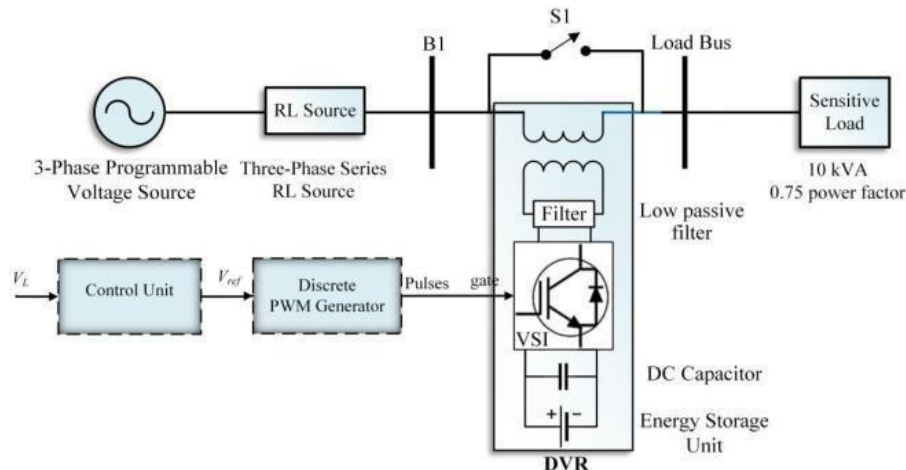 S1
B1
Load Bus
RL Source
Sensitive
Load
3-Phase Programmable
Voltage Source
Three-Phase Series
RL Source
10 kVA
0.75 power factor
Filter
Low passive
filter
V_L
Control Unit
V_ref
Discrete
PWM Generator
Pulses
gate
VSI
DC Capacitor
+ −
Energy Storage
Unit
DVR